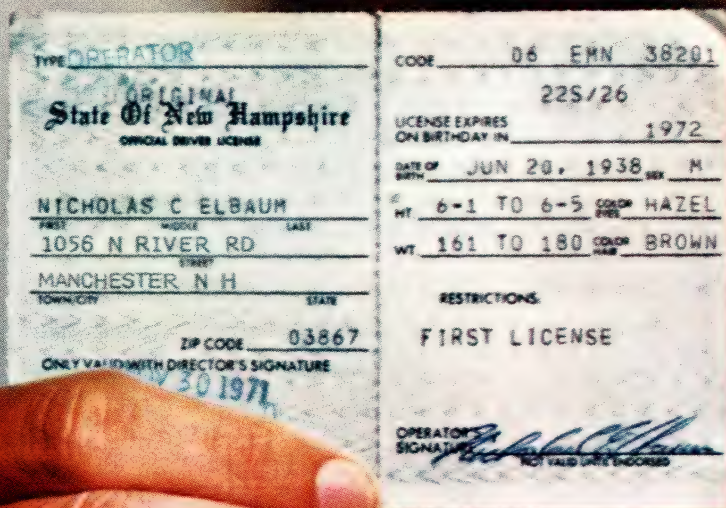 TYPE OPERATOR
ORIGINAL
State Of New Hampshire
OFFICIAL DRIVER LICENSE
NICHOLAS C ELBAUM
FIRST MIDDLE LAST
1056 N RIVER RD
STREET
MANCHESTER N H
TOWN/CITY STATE
ZIP CODE 03867
ONLY VALID WITH DIRECTOR'S SIGNATURE
30 1971
CODE 06 EMN 38201
22S/26
LICENSE EXPIRES
ON BIRTHDAY IN 1972
DATE OF BIRTH JUN 20, 1938 SEX M
HT 6-1 TO 6-5 COLOR EYES HAZEL
WT. 161 TO 180 COLOR HAIR BROWN
RESTRICTIONS:
FIRST LICENSE
OPERATOR'S
SIGNATURE
NOT VALID UNTIL ENDORSED